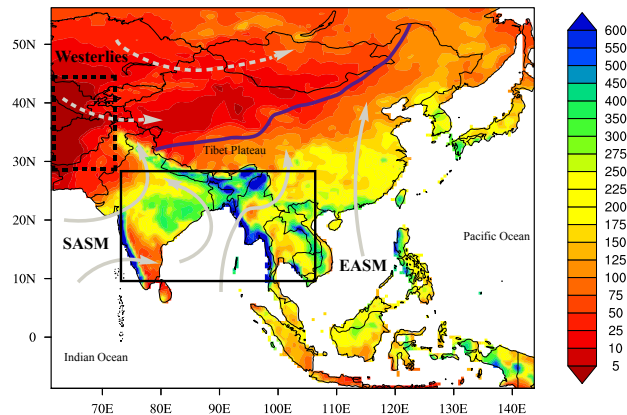 50N
40N
30N
20N
10N
0
70E
80E
90E
100E
110E
120E
130E
140E
Westerlies
Tibet Plateau
SASM
EASM
Pacific Ocean
Indian Ocean
600
550
500
450
400
350
300
275
250
225
200
175
150
125
100
75
50
25
10
5